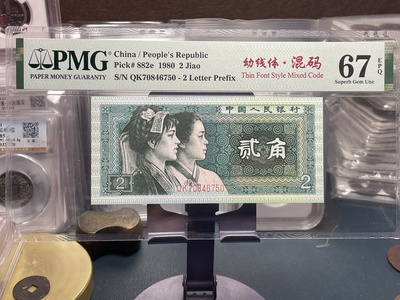 PMG
PAPER MONEY GUARANTY
China / People's Republic
Pick# 882e 1980 2 Jiao
S/N QK70846750 - 2 Letter Prefix
幼线体·混码
Thin Font Style Mixed Code
67 EPQ
Superb Gem Unc
中国人民银行
贰角
QK70846750
2
2